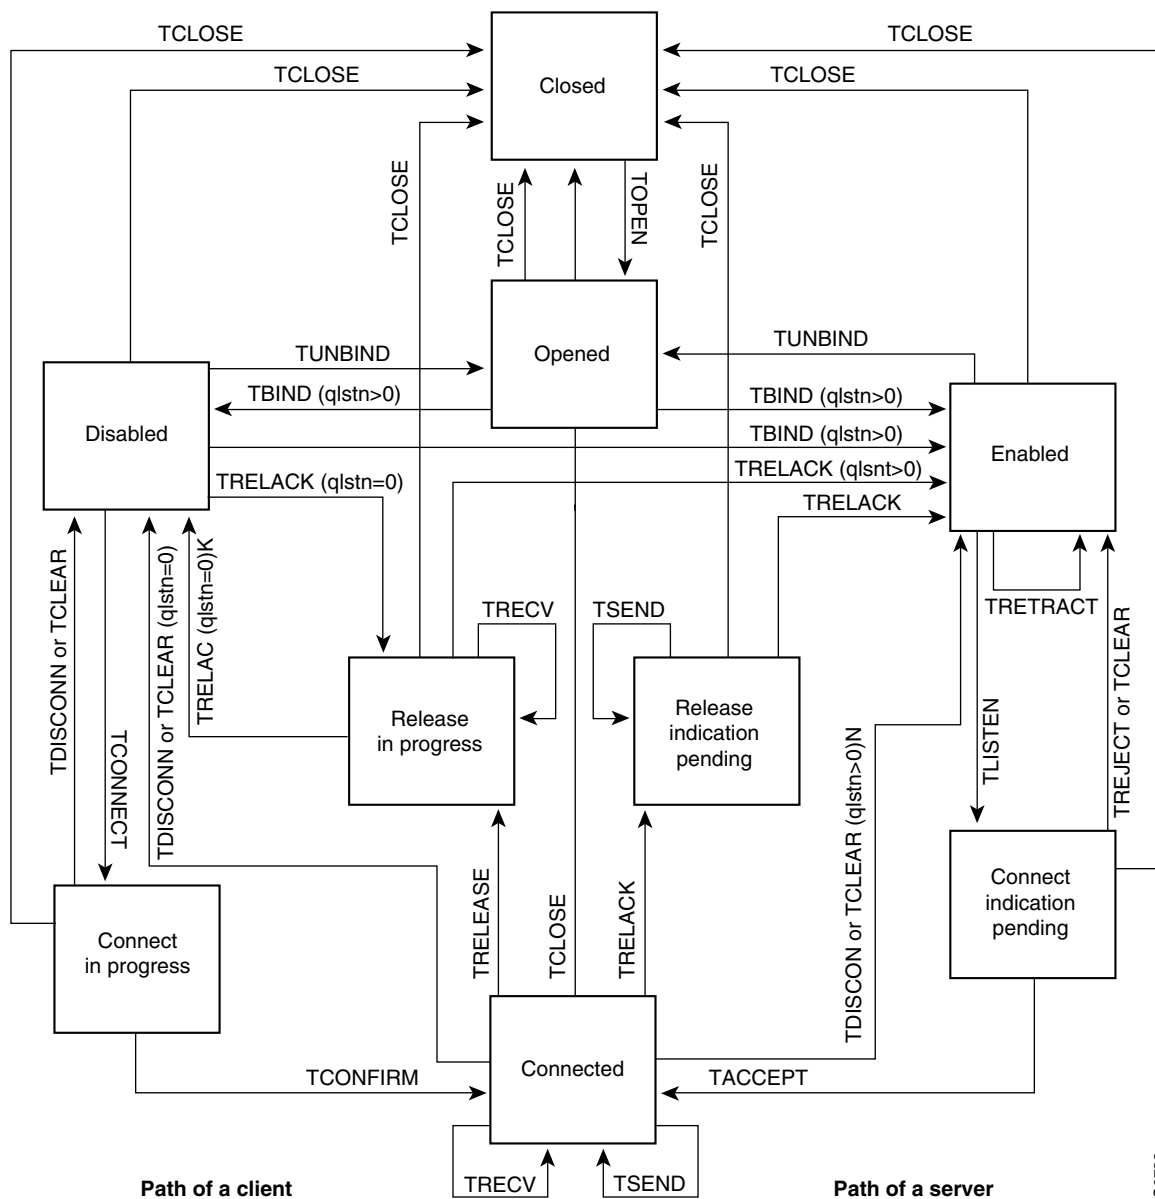 TCLOSE
TCLOSE
TCLOSE
TCLOSE
Closed
TCLOSE
TCLOSE
TOPEN
TCLOSE
Opened
TUNBIND
TUNBIND
TBIND (qlstn>0)
TBIND (qlstn>0)
Disabled
TBIND (qlstn>0)
Enabled
TRELACK (qlsnt>0)
TRELACK (qlstn=0)
TRELACK
TDISCONN or TCLEAR
TCONNECT
TDISCONN or TCLEAR (qlstn=0)
TRELAC (qlstn=0)K
TRECV
TSEND
TRETRACT
Release
in progress
Release
indication
pending
TLISTEN
TREJECT or TCLEAR
TDISCON or TCLEAR (qlstn>0)N
Connect
in progress
TRELEASE
TCLOSE
TRELACK
Connect
indication
pending
Connected
TCONFIRM
TACCEPT
TRECV
TSEND
Path of a client
Path of a server